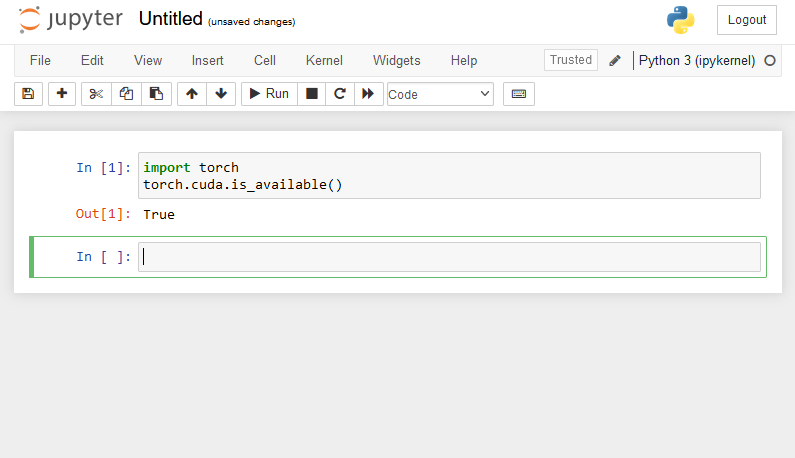 jupyter Untitled (unsaved changes) Logout
File Edit View Insert Cell Kernel Widgets Help Trusted Python 3 (ipykernel)
Run Code
In [1]: import torch
torch.cuda.is_available()
Out[1]: True
In [ ]: